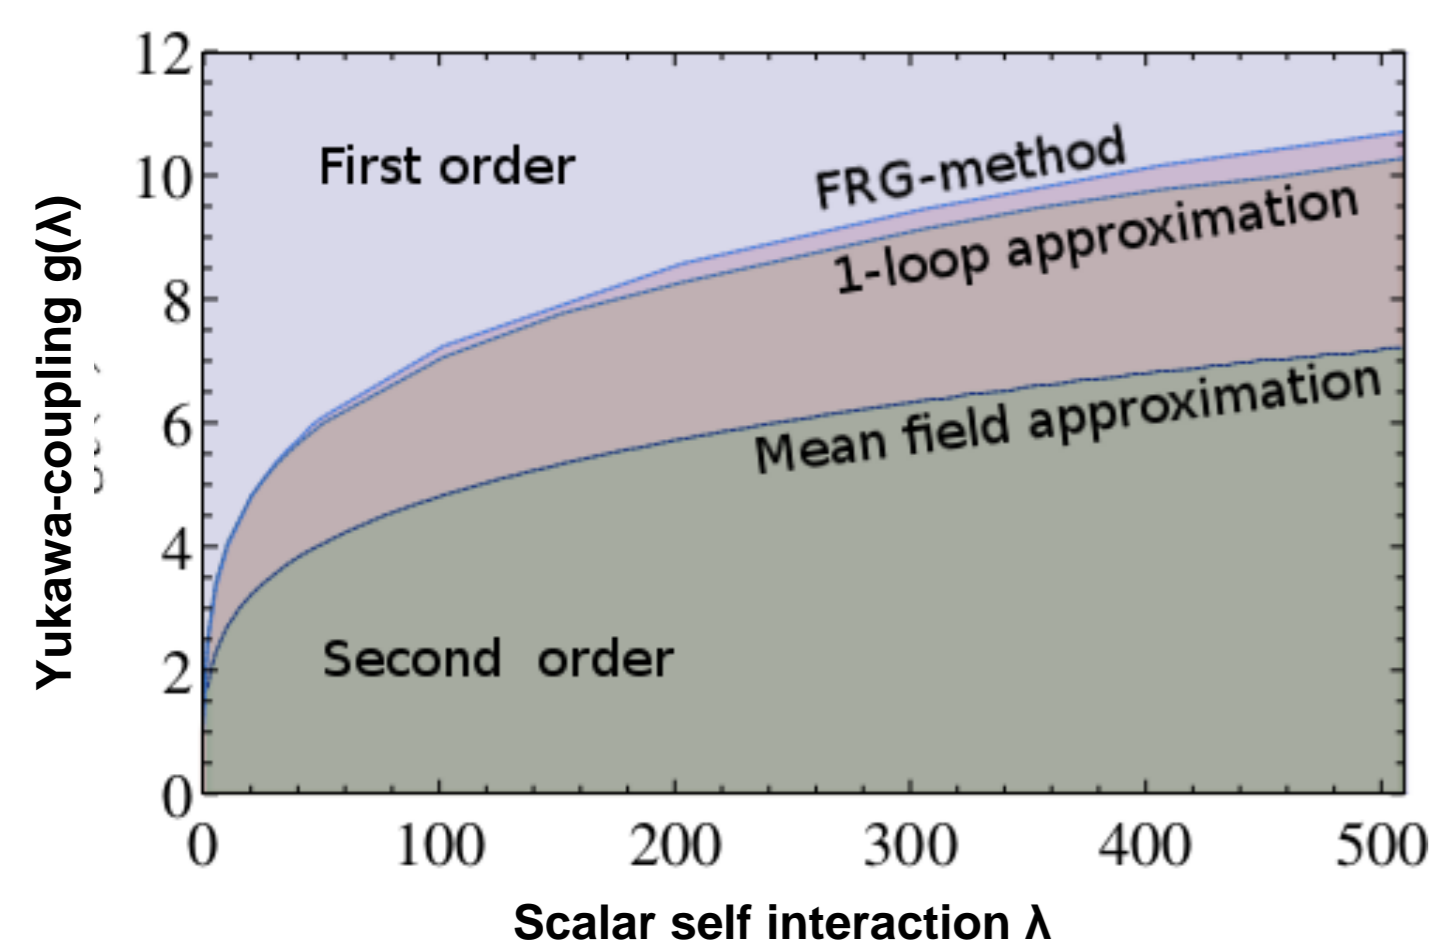 12
10
8
6
4
2
0
0 100 200 300 400 500
Yukawa-coupling g(λ)
First order
FRG-method
1-loop approximation
Mean field approximation
Second order
Scalar self interaction λ